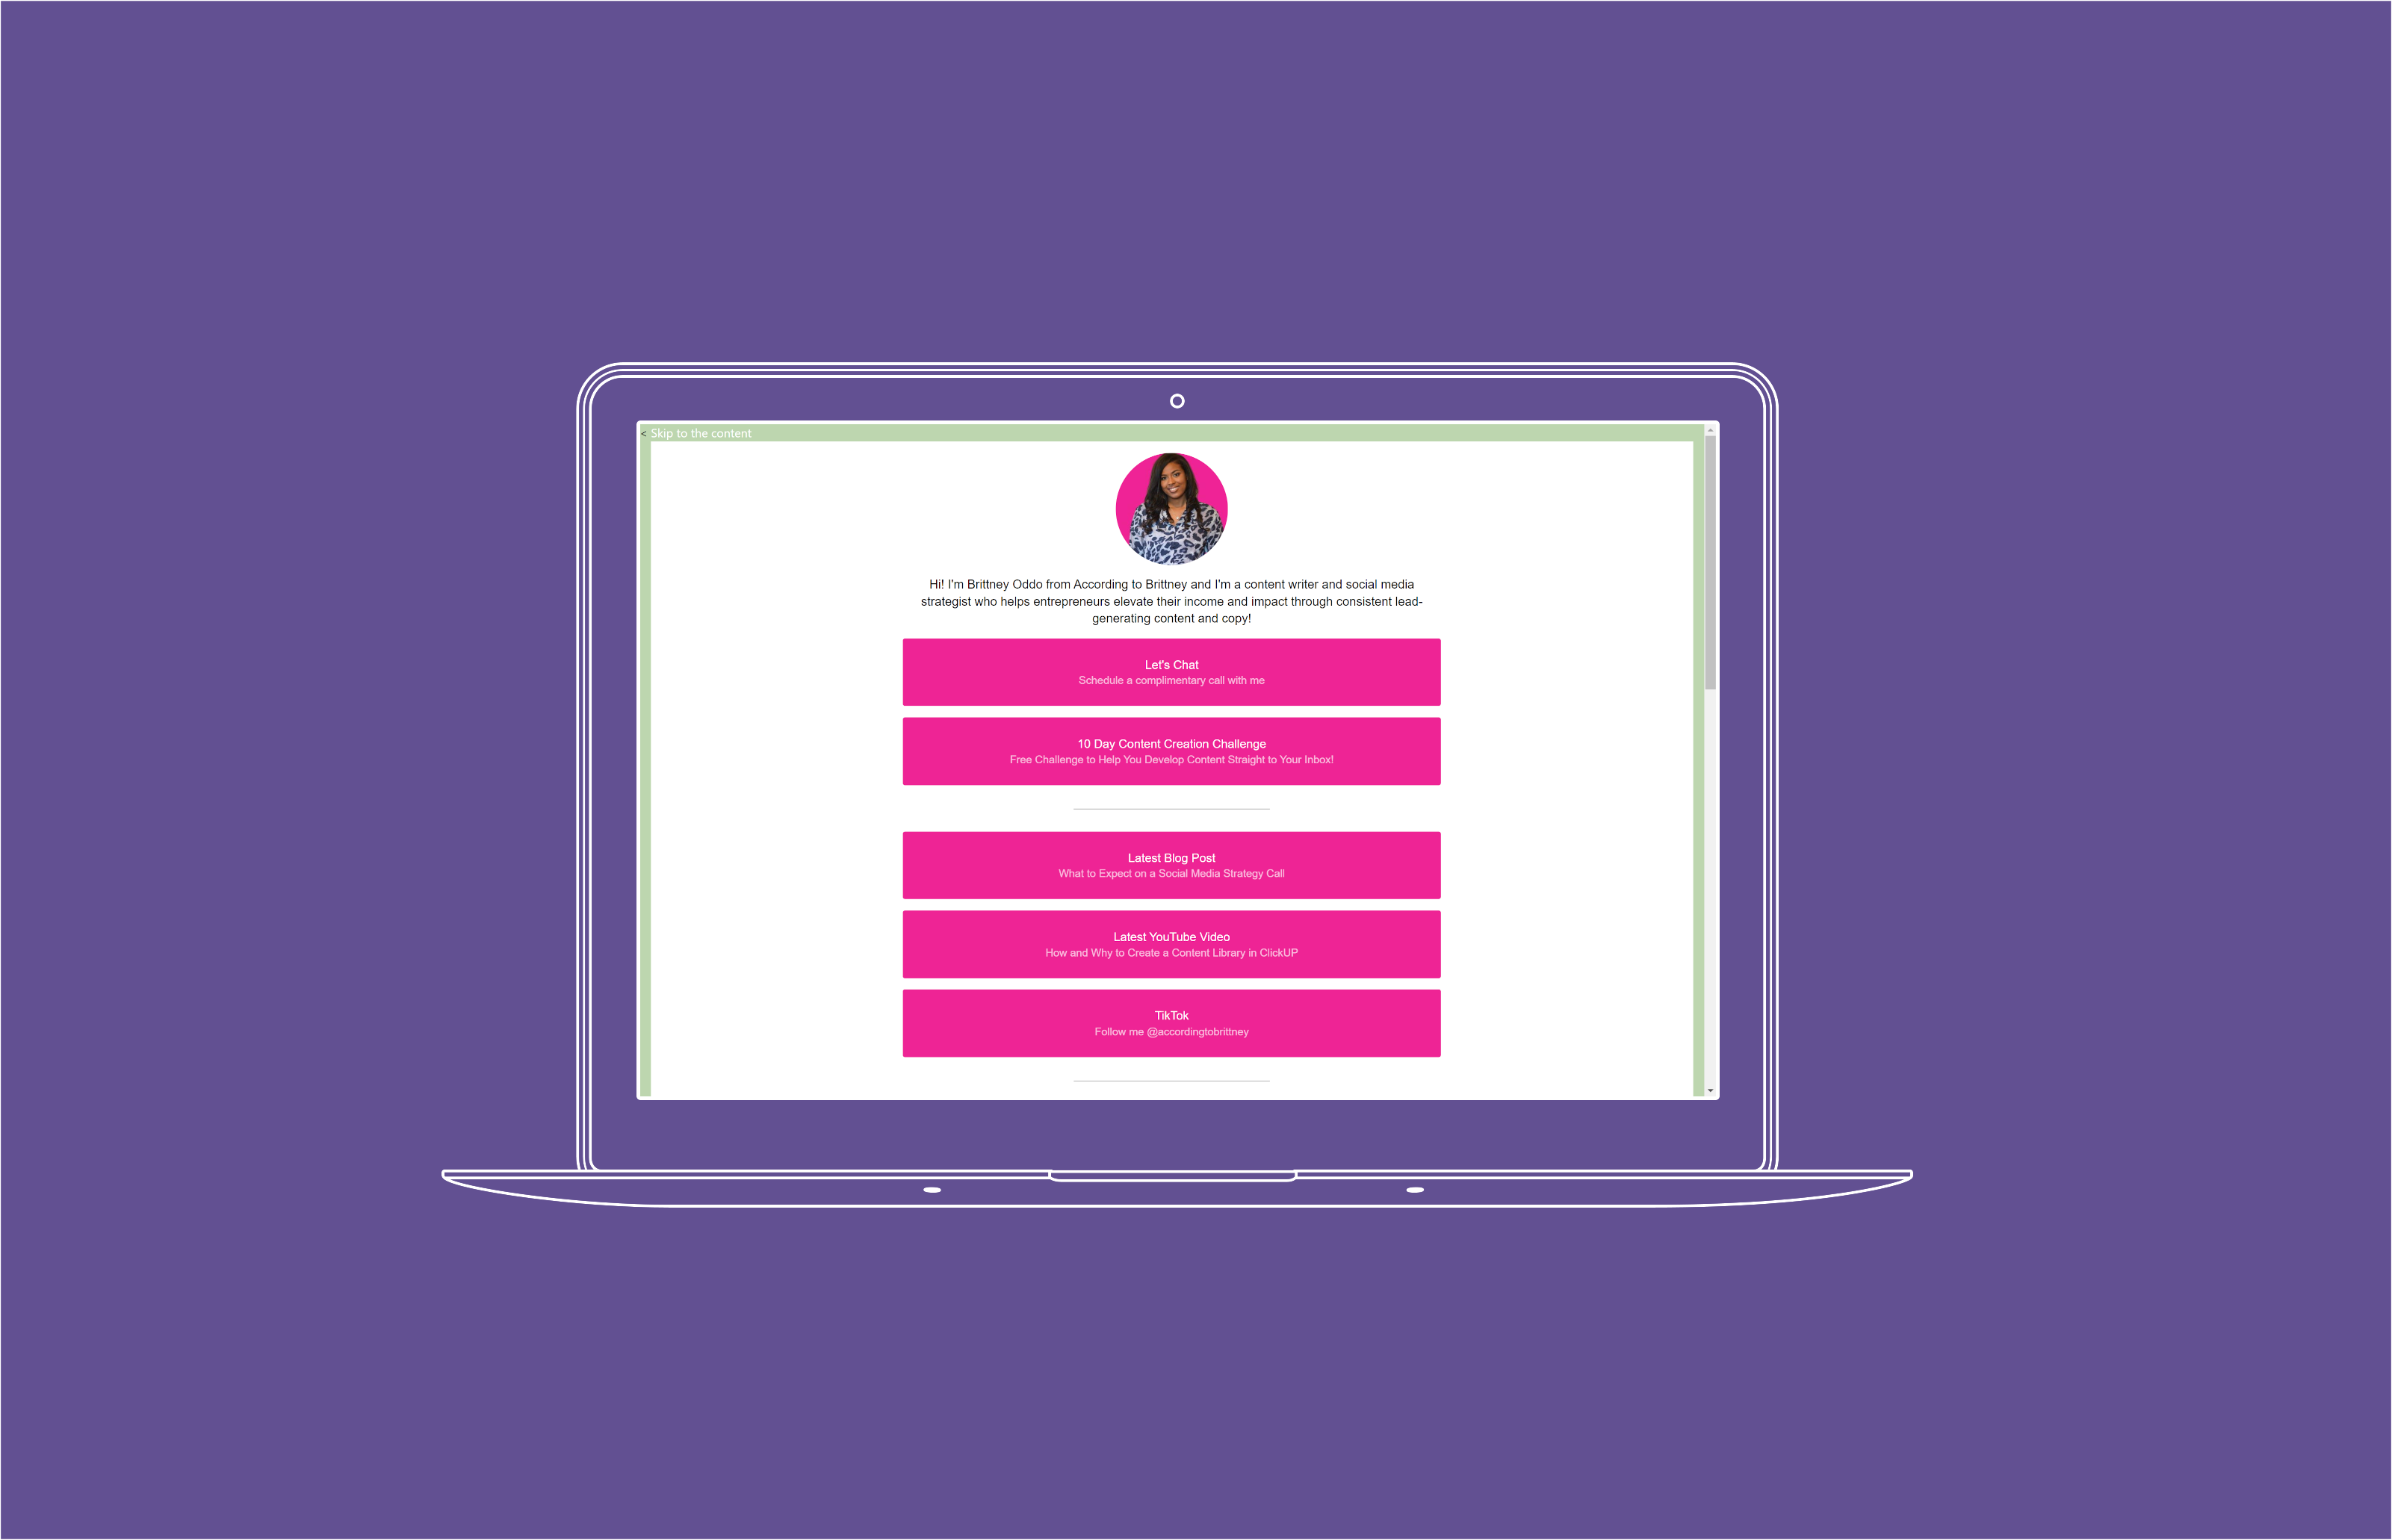 < Skip to the content
Hi! I'm Brittney Oddo from According to Brittney and I'm a content writer and social media
strategist who helps entrepreneurs elevate their income and impact through consistent lead-
generating content and copy!
Let's Chat
Schedule a complimentary call with me
10 Day Content Creation Challenge
Free Challenge to Help You Develop Content Straight to Your Inbox!
Latest Blog Post
What to Expect on a Social Media Strategy Call
Latest YouTube Video
How and Why to Create a Content Library in ClickUP
TikTok
Follow me @accordingtobrittney